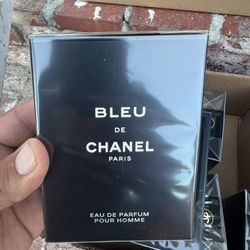 BLEU
DE
CHANEL
PARIS
EAU DE PARFUM
POUR HOMME